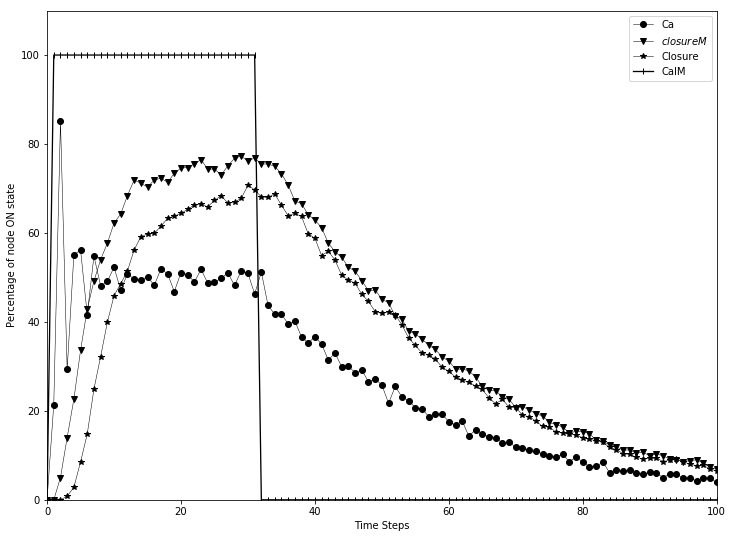 Ca
closureM
Closure
CaIM
100
80
60
40
20
0
Percentage of node ON state
0 20 40 60 80 100
Time Steps